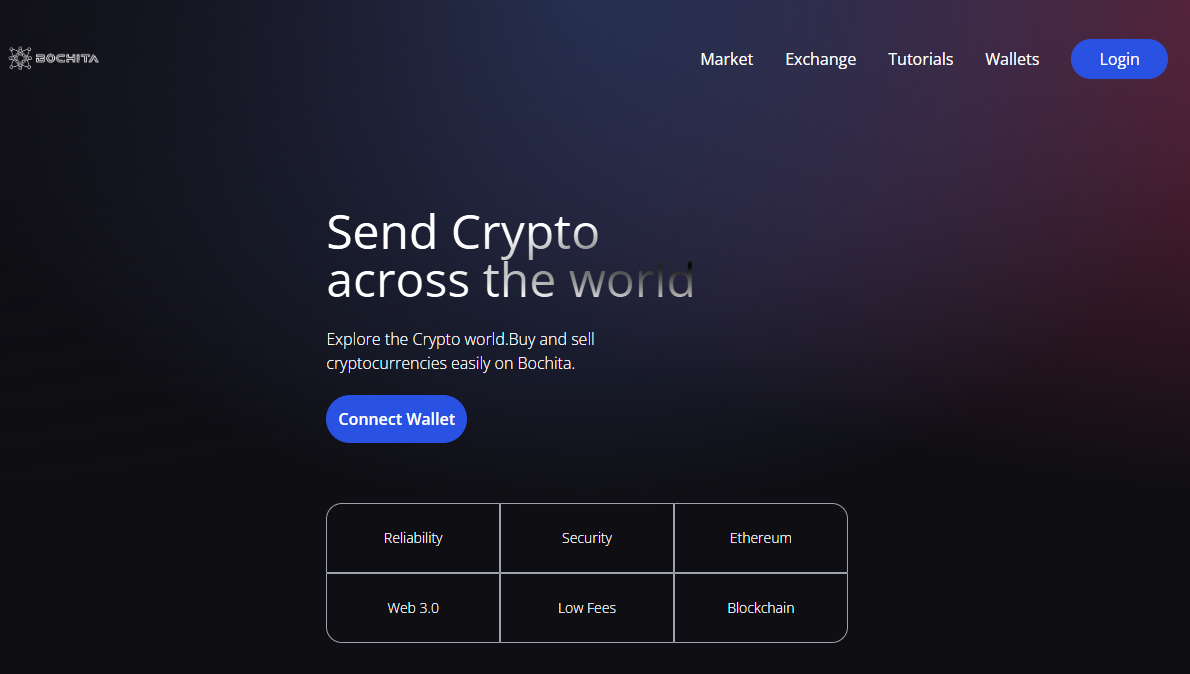 BOCHITA
Market Exchange Tutorials Wallets Login
Send Crypto
across the world
Explore the Crypto world.Buy and sell
cryptocurrencies easily on Bochita.
Connect Wallet
Reliability Security Ethereum
Web 3.0 Low Fees Blockchain